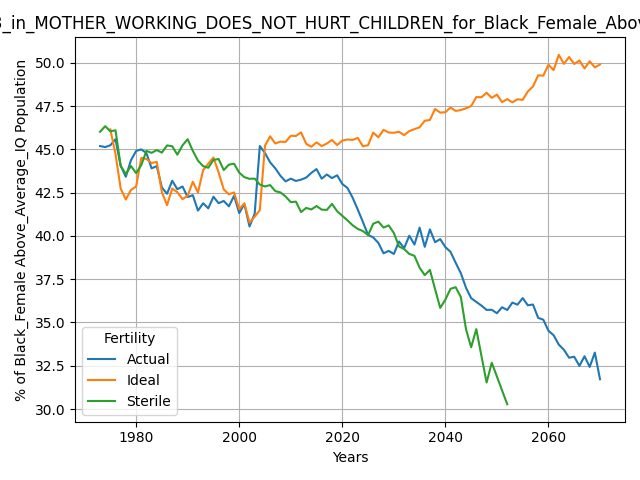 _in_MOTHER_WORKING_DOES_NOT_HURT_CHILDREN_for_Black_Female_Abov
50.0
47.5
45.0
42.5
40.0
37.5
35.0
32.5
30.0
% of Black_Female Above_Average_IQ Population
Fertility
Actual
Ideal
Sterile
1980
2000
2020
2040
2060
Years